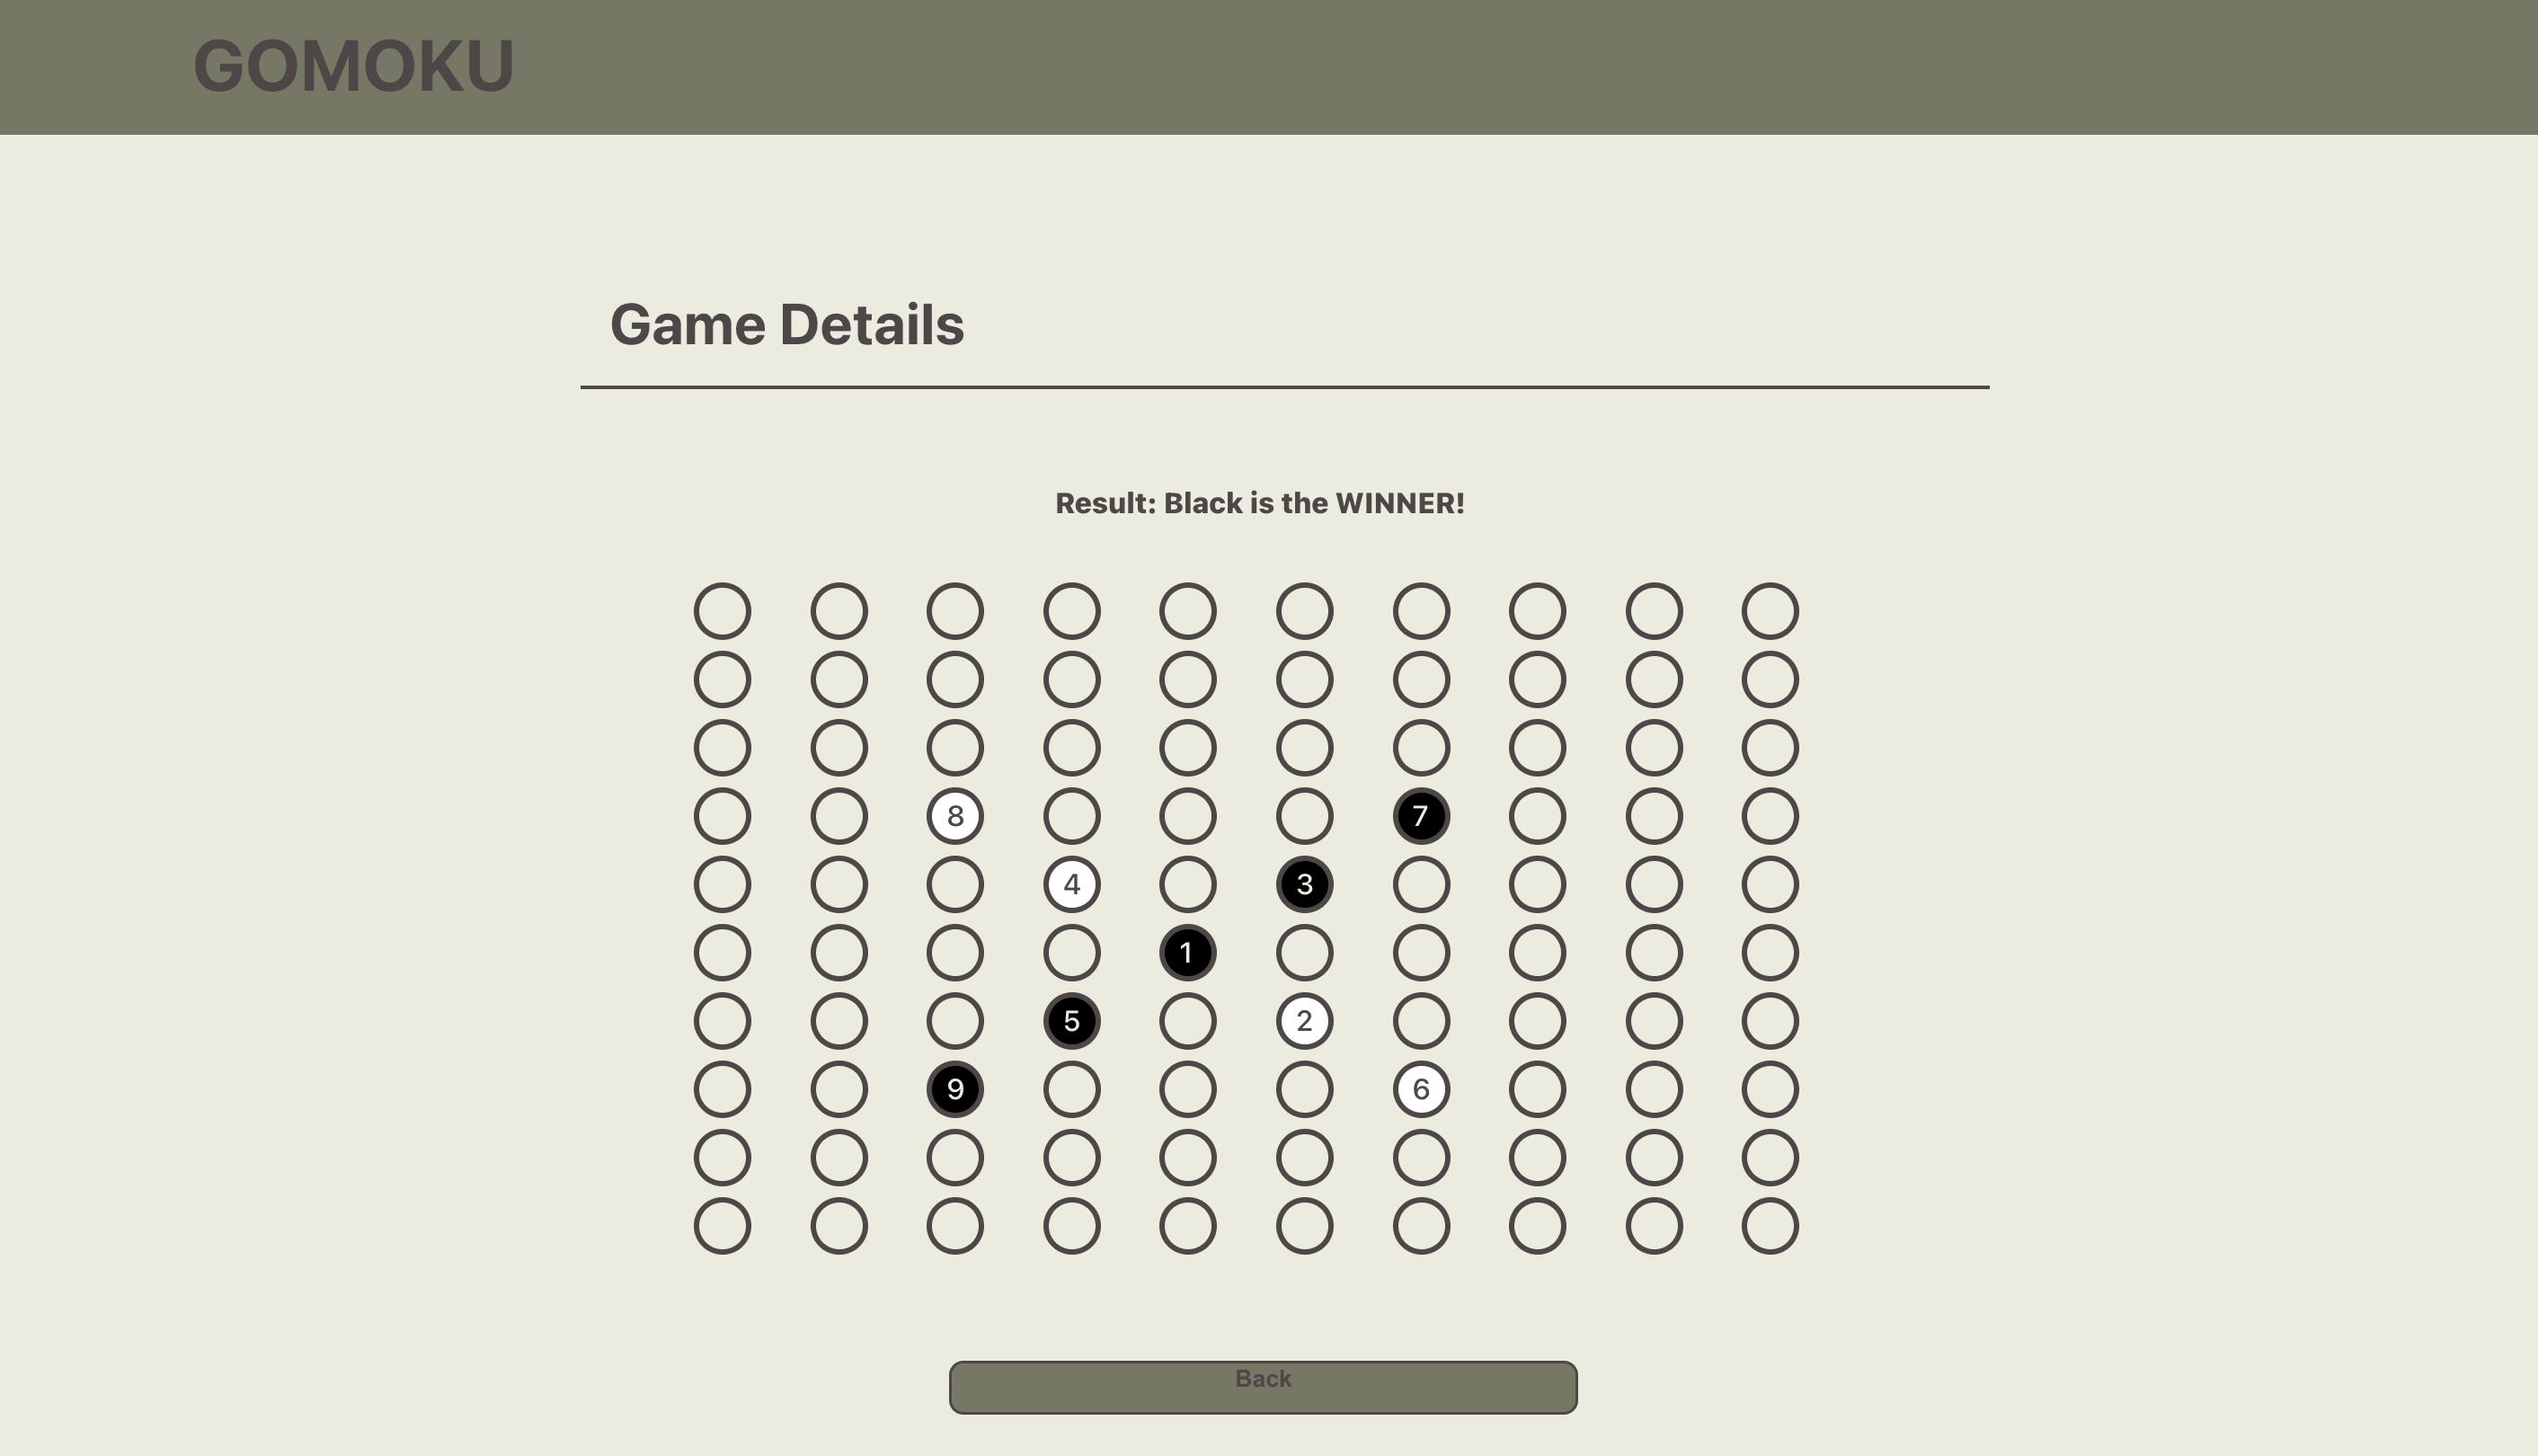 GOMOKU
Game Details
Result: Black is the WINNER!
8 7
4 3
1
5 2
9 6
Back